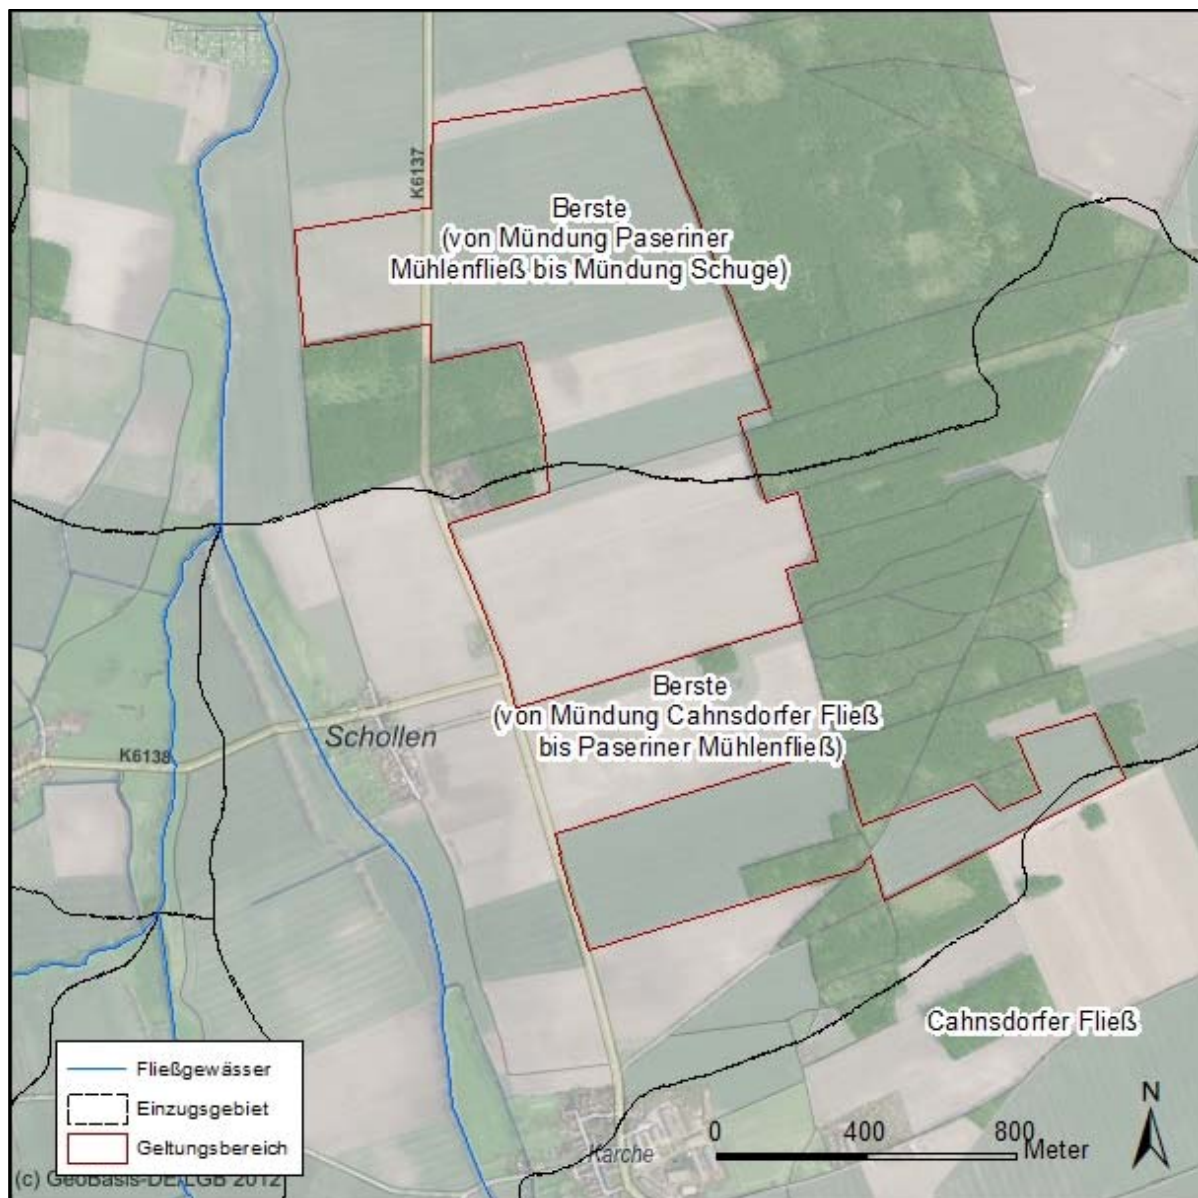 K6137
Berste
(von Mündung Paseriner
Mühlenfließ bis Mündung Schuge)
Berste
(von Mündung Cahnsdorfer Fließ
bis Paseriner Mühlenfließ)
Schollen
K6138
Cahnsdorfer Fließ
Fließgewässer
Einzugsgebiet
Geltungsbereich
N
0 400 800
Meter
Karche
(c) GeoBasis-DE/LGB 2012